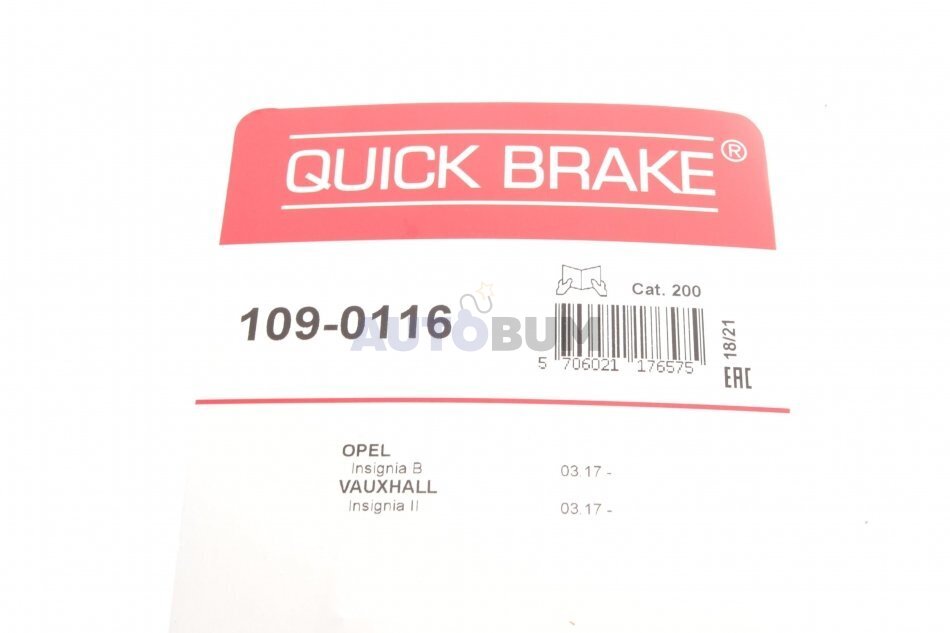 QUICK BRAKE®
Cat. 200
109-0116
AUTOBUM
18/21
5 706021 176575
EAC
OPEL
Insignia B 03.17 -
VAUXHALL
Insignia II 03.17 -